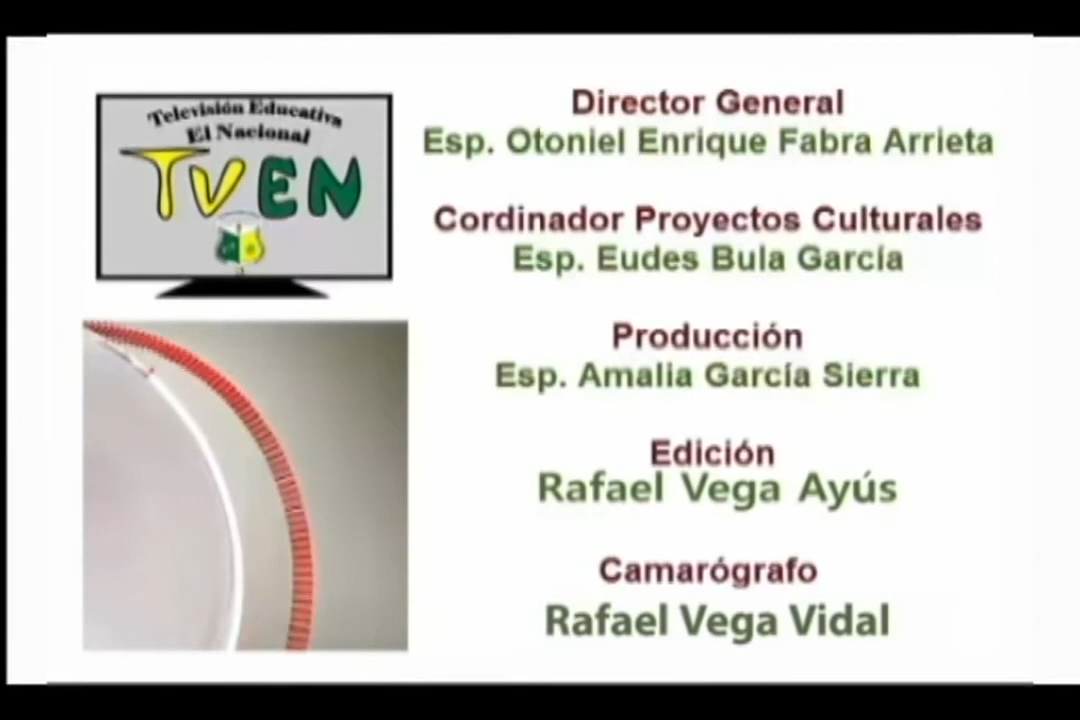 Televisión Educativa
El Nacional
TVEN
Director General
Esp. Otoniel Enrique Fabra Arrieta
Cordinador Proyectos Culturales
Esp. Eudes Bula García
Producción
Esp. Amalia García Sierra
Edición
Rafael Vega Ayús
Camarógrafo
Rafael Vega Vidal